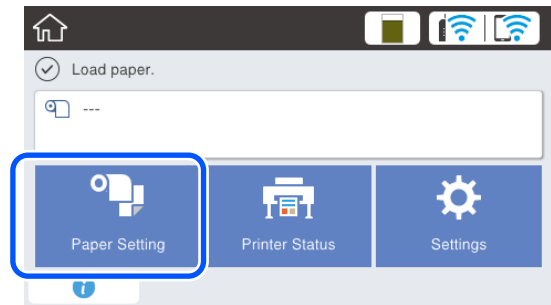 Load paper.
---
Paper Setting
Printer Status
Settings
i